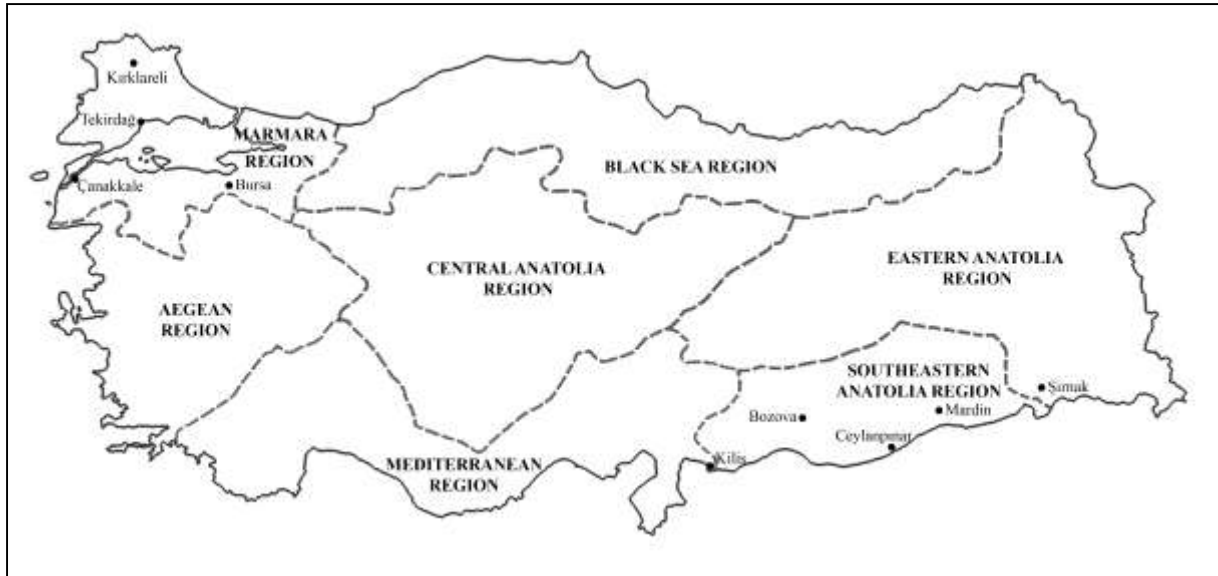 Kırklareli
Tekirdağ
MARMARA
REGION
Çanakkale
Bursa
BLACK SEA REGION
CENTRAL ANATOLIA
REGION
EASTERN ANATOLIA
REGION
AEGEAN
REGION
SOUTHEASTERN
ANATOLIA REGION
Şırnak
Bozova
Mardin
Ceylanpınar
Kilis
MEDITERRANEAN
REGION